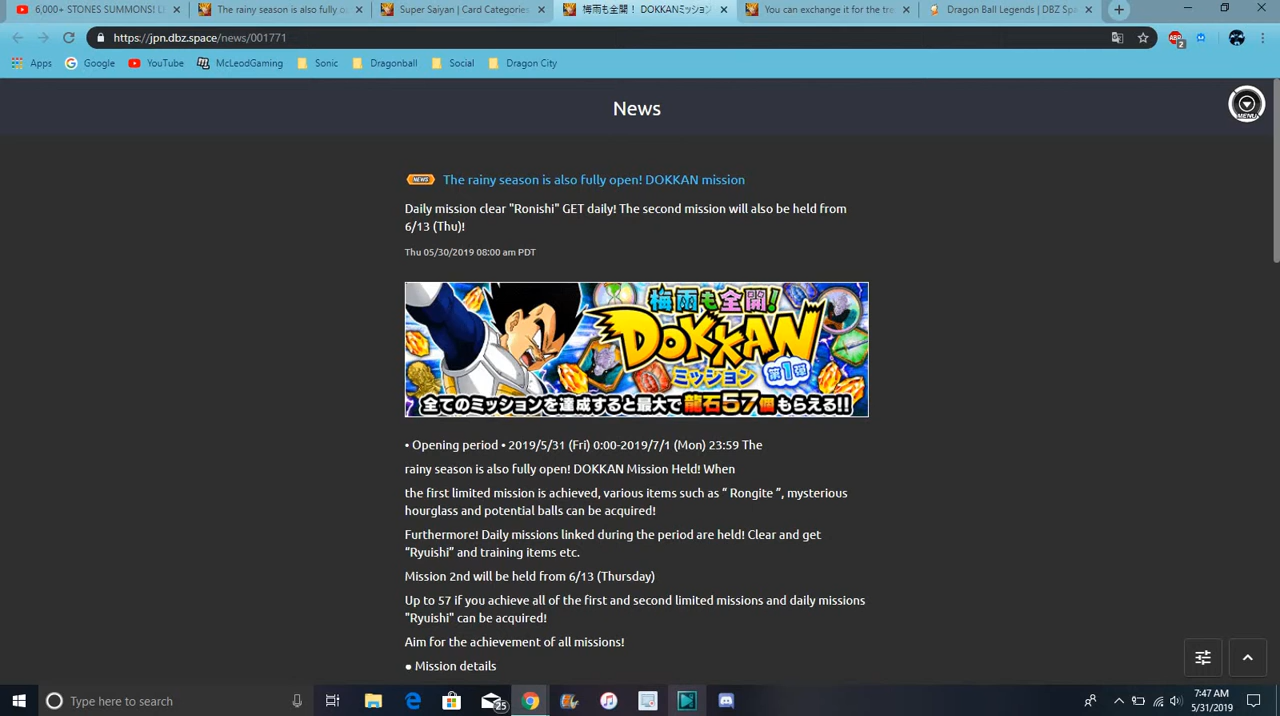 6,000+ STONES SUMMONS! L
The rainy season is also fully o
Super Saiyan | Card Categories
梅雨も全開！ DOKKANミッション
You can exchange it for the tre
Dragon Ball Legends | DBZ Spa
https://jpn.dbz.space/news/001771
ABP
2
Apps
Google
YouTube
McLeodGaming
Sonic
Dragonball
Social
Dragon City
News
MENU
NEWS
The rainy season is also fully open! DOKKAN mission
Daily mission clear "Ronishi" GET daily! The second mission will also be held from
6/13 (Thu)!
Thu 05/30/2019 08:00 am PDT
梅雨も全開!
DOKKAN
ミッション 第1弾
全てのミッションを達成すると最大で龍石57個もらえる!!
• Opening period • 2019/5/31 (Fri) 0:00-2019/7/1 (Mon) 23:59 The
rainy season is also fully open! DOKKAN Mission Held! When
the first limited mission is achieved, various items such as “ Rongite ”, mysterious
hourglass and potential balls can be acquired!
Furthermore! Daily missions linked during the period are held! Clear and get
“Ryuishi” and training items etc.
Mission 2nd will be held from 6/13 (Thursday)
Up to 57 if you achieve all of the first and second limited missions and daily missions
"Ryuishi" can be acquired!
Aim for the achievement of all missions!
● Mission details
Type here to search
25
7:47 AM
5/31/2019